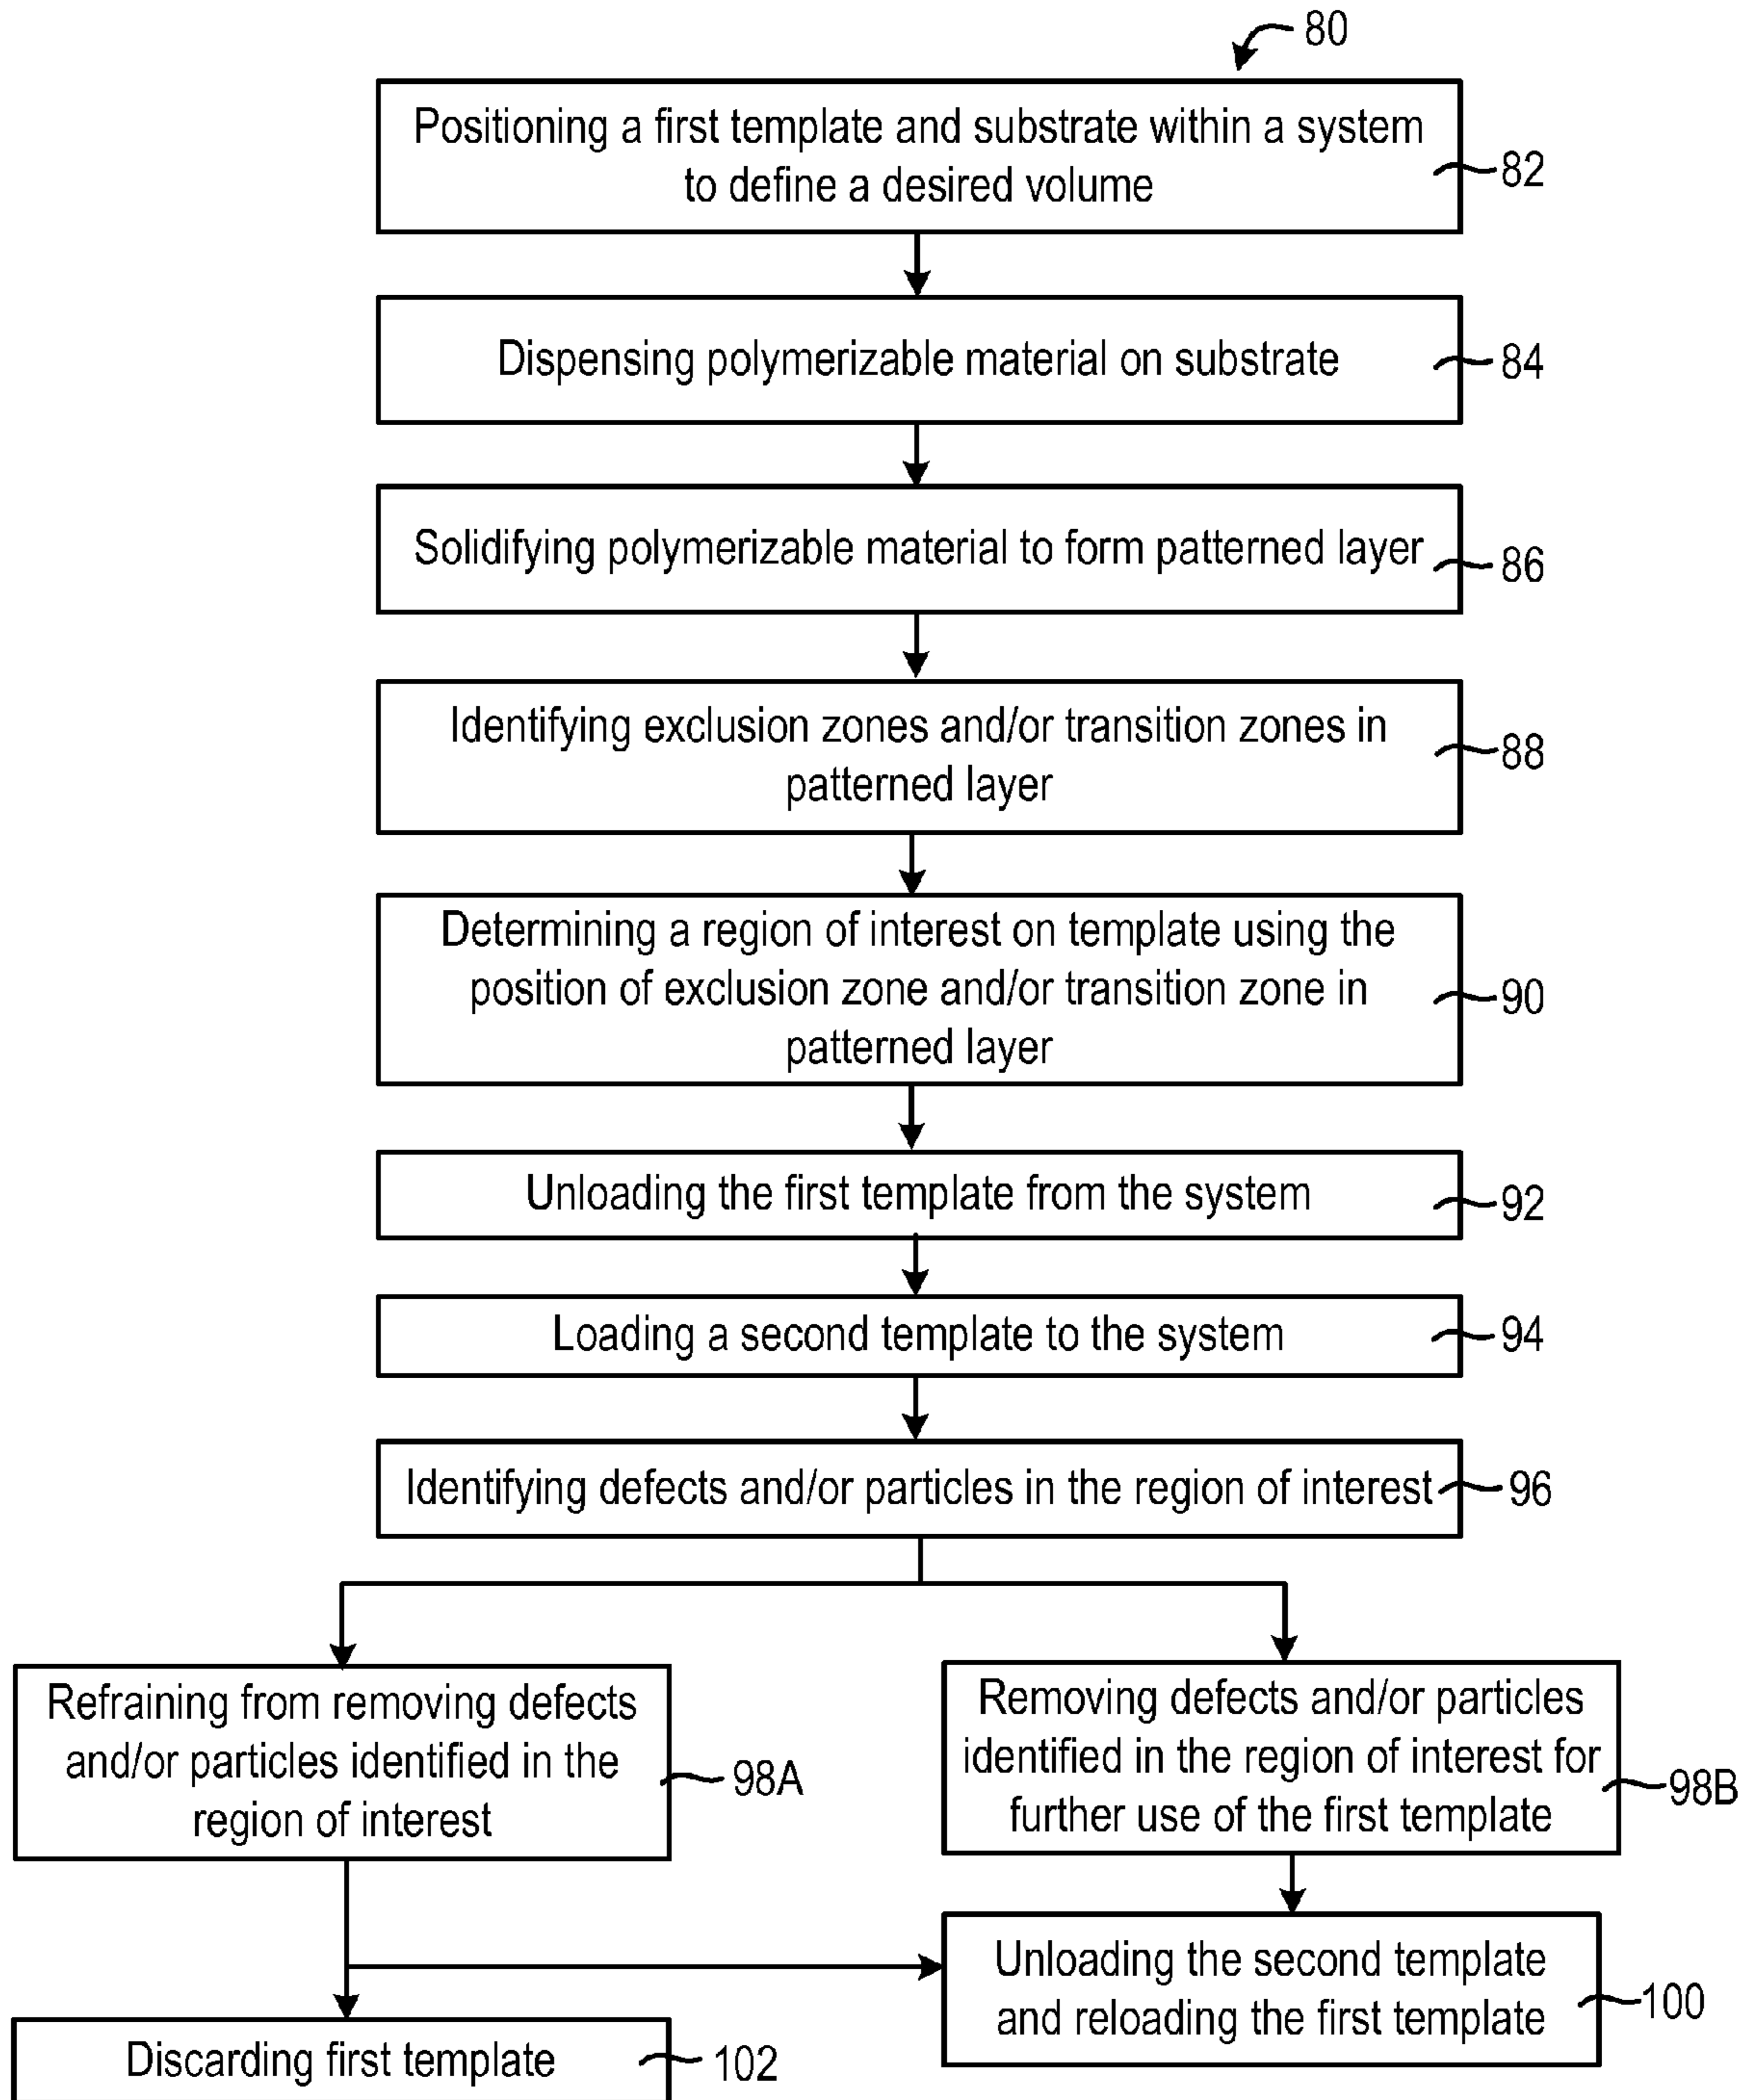 80
Positioning a first template and substrate within a system
to define a desired volume
82
Dispensing polymerizable material on substrate
84
Solidifying polymerizable material to form patterned layer
86
Identifying exclusion zones and/or transition zones in
patterned layer
88
Determining a region of interest on template using the
position of exclusion zone and/or transition zone in
patterned layer
90
Unloading the first template from the system
92
Loading a second template to the system
94
Identifying defects and/or particles in the region of interest
96
Refraining from removing defects
and/or particles identified in the
region of interest
98A
Removing defects and/or particles
identified in the region of interest for
further use of the first template
98B
Unloading the second template
and reloading the first template
100
Discarding first template
102